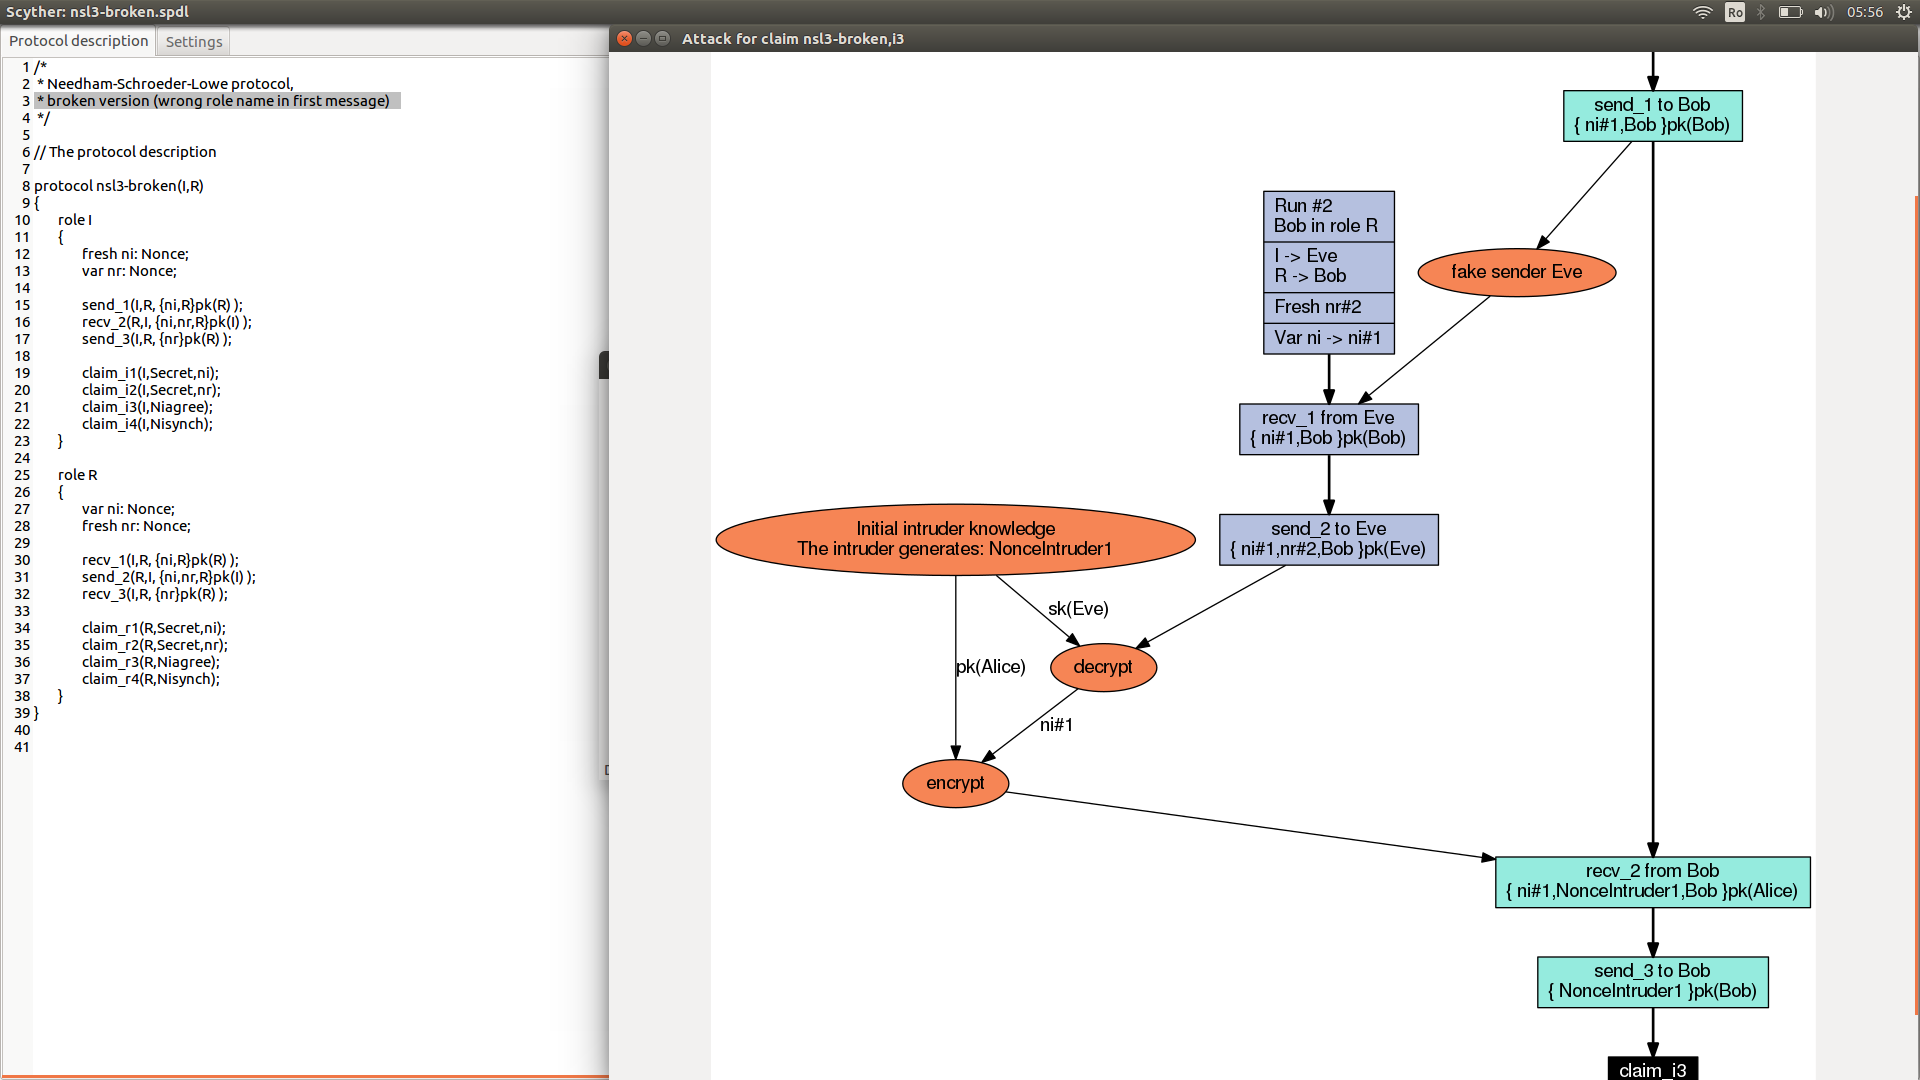 Scyther: nsl3-broken.spdl
Ro
05:56
Protocol description
Settings
1 /*
2 * Needham-Schroeder-Lowe protocol,
3 * broken version (wrong role name in first message)
4 */
5
6 // The protocol description
7
8 protocol nsl3-broken(I,R)
9 {
10 role I
11 {
12 fresh ni: Nonce;
13 var nr: Nonce;
14
15 send_1(I,R, {ni,R}pk(R) );
16 recv_2(R,I, {ni,nr,R}pk(I) );
17 send_3(I,R, {nr}pk(R) );
18
19 claim_i1(I,Secret,ni);
20 claim_i2(I,Secret,nr);
21 claim_i3(I,Niagree);
22 claim_i4(I,Nisynch);
23 }
24
25 role R
26 {
27 var ni: Nonce;
28 fresh nr: Nonce;
29
30 recv_1(I,R, {ni,R}pk(R) );
31 send_2(R,I, {ni,nr,R}pk(I) );
32 recv_3(I,R, {nr}pk(R) );
33
34 claim_r1(R,Secret,ni);
35 claim_r2(R,Secret,nr);
36 claim_r3(R,Niagree);
37 claim_r4(R,Nisynch);
38 }
39 }
40
41
Attack for claim nsl3-broken,i3
send_1 to Bob
{ ni#1,Bob }pk(Bob)
Run #2
Bob in role R
I -> Eve
R -> Bob
Fresh nr#2
Var ni -> ni#1
fake sender Eve
recv_1 from Eve
{ ni#1,Bob }pk(Bob)
Initial intruder knowledge
The intruder generates: NonceIntruder1
send_2 to Eve
{ ni#1,nr#2,Bob }pk(Eve)
sk(Eve)
pk(Alice)
decrypt
ni#1
encrypt
recv_2 from Bob
{ ni#1,NonceIntruder1,Bob }pk(Alice)
send_3 to Bob
{ NonceIntruder1 }pk(Bob)
claim_i3